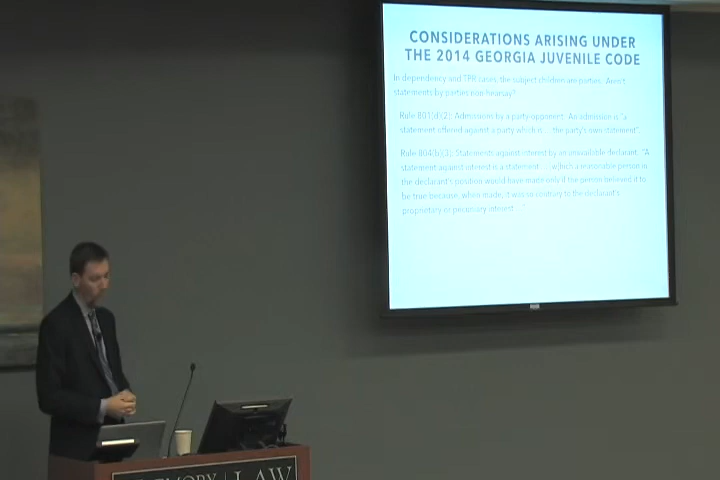 CONSIDERATIONS ARISING UNDER
THE 2014 GEORGIA JUVENILE CODE
In dependency and TPR cases, the subject children are parties. Aren't
statements by parties non-hearsay?
Rule 801(d)(2): Admissions by a party-opponent. An admission is "a
statement offered against a party which is ... the party's own statement".
Rule 804(b)(3): Statements against interest by an unavailable declarant. "A
statement against interest is a statement ... which a reasonable person in
the declarant's position would have made only if the person believed it to
be true because, when made, it was so contrary to the declarant's
proprietary or pecuniary interest ..."
EMORY | LAW